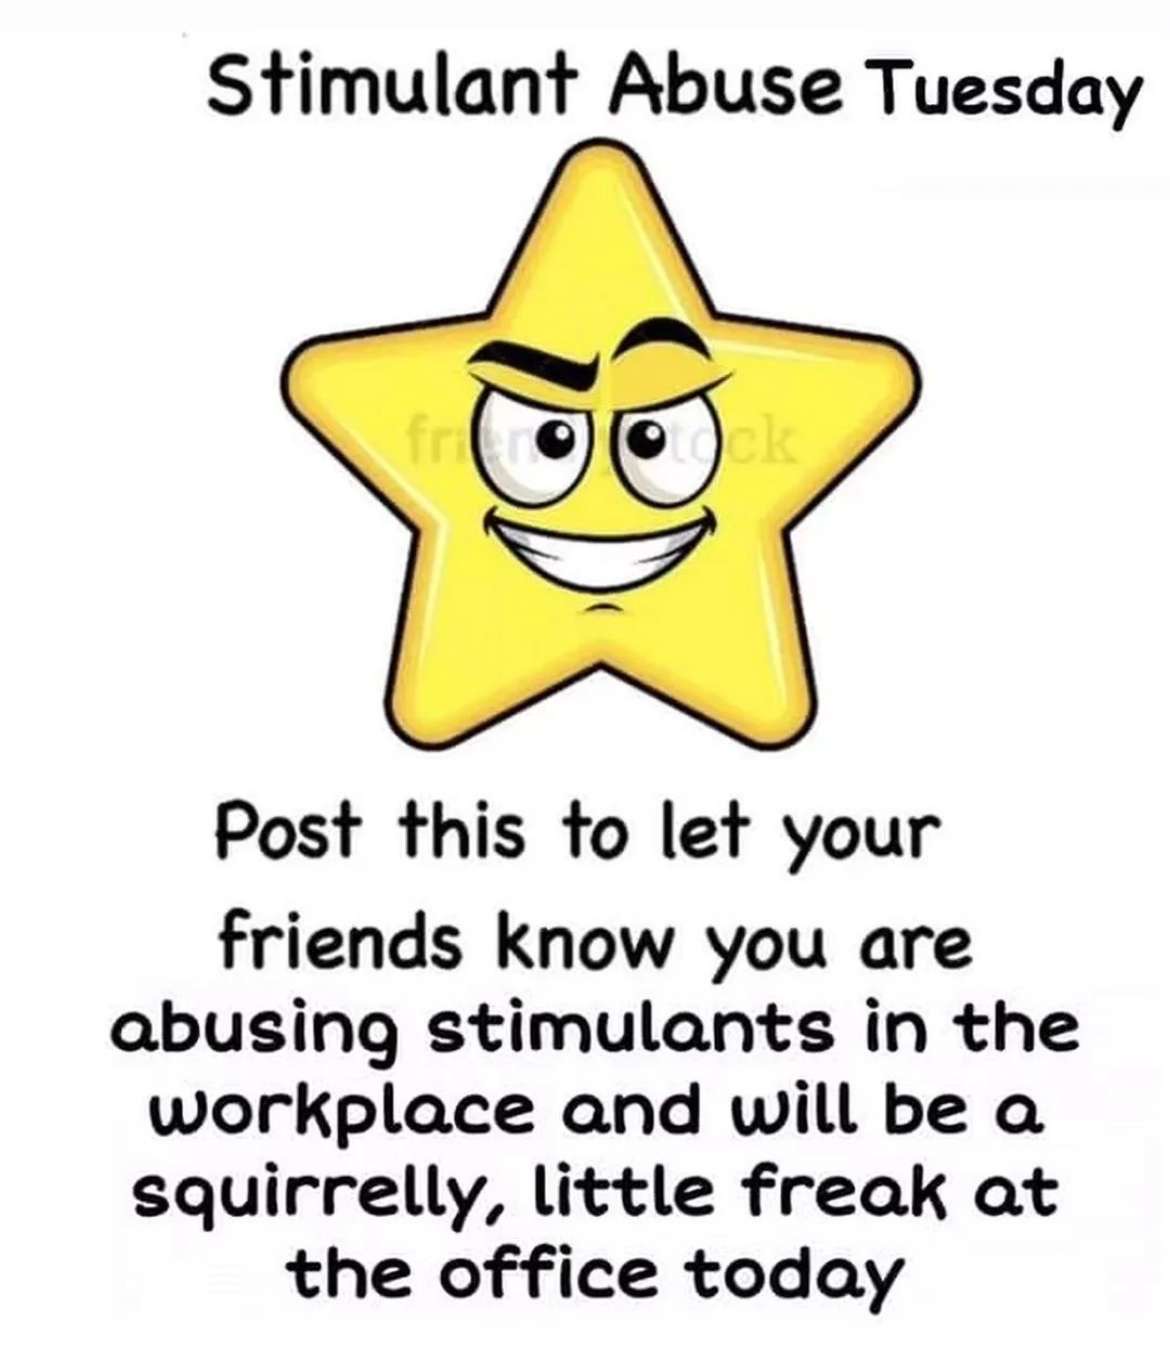 Stimulant Abuse Tuesday
Post this to let your
friends know you are
abusing stimulants in the
workplace and will be a
squirrelly, little freak at
the office today